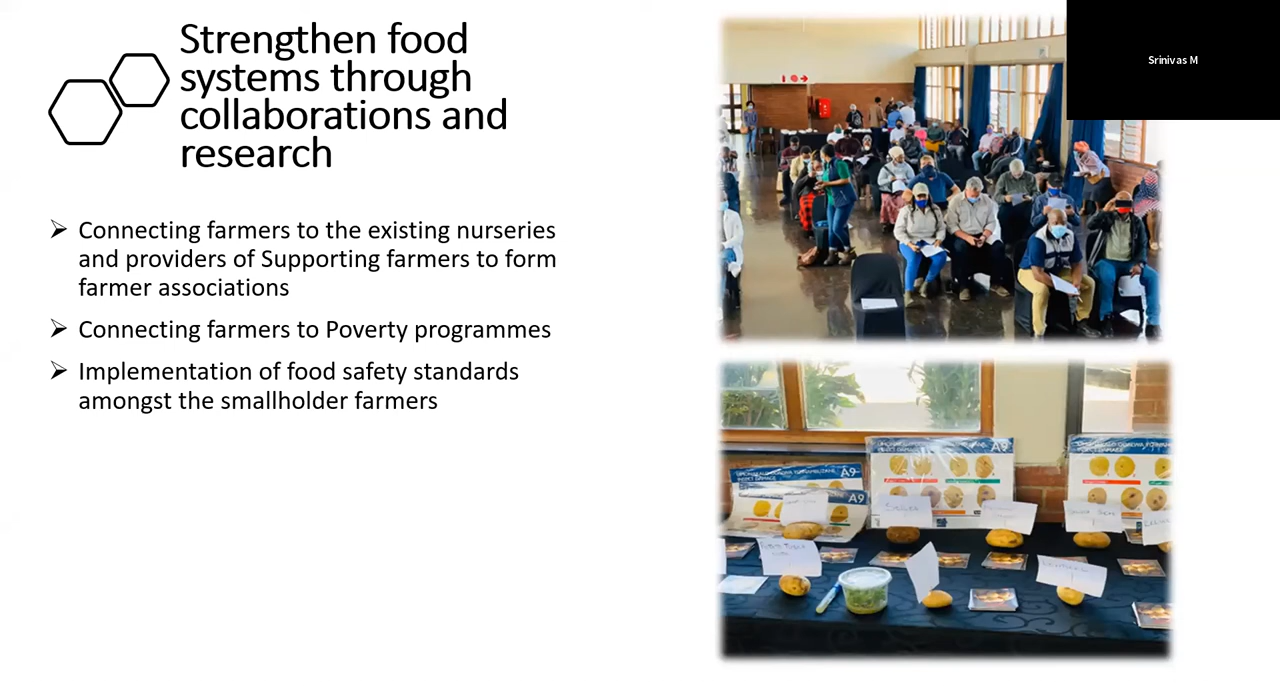 Strengthen food
systems through
collaborations and
research
Srinivas M
➢ Connecting farmers to the existing nurseries
and providers of Supporting farmers to form
farmer associations
➢ Connecting farmers to Poverty programmes
➢ Implementation of food safety standards
amongst the smallholder farmers
A9
A9
A9